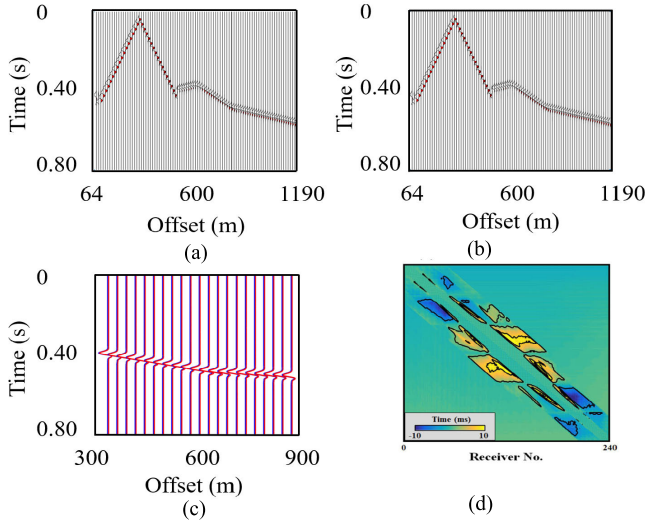 0
0.40
0.80
Time (s)
64
600
1190
Offset (m)
(a)
0
0.40
0.80
Time (s)
64
600
1190
Offset (m)
(b)
0
0.40
0.80
Time (s)
300
600
900
Offset (m)
(c)
Time (ms)
-10
10
0
240
Receiver No.
(d)